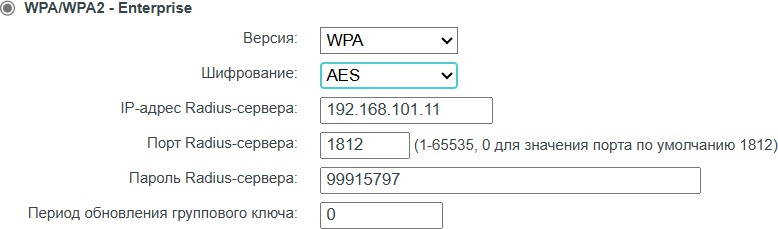 WPA/WPA2 - Enterprise
Версия: WPA
Шифрование: AES
IP-адрес Radius-сервера: 192.168.101.11
Порт Radius-сервера: 1812 (1-65535, 0 для значения порта по умолчанию 1812)
Пароль Radius-сервера: 99915797
Период обновления группового ключа: 0